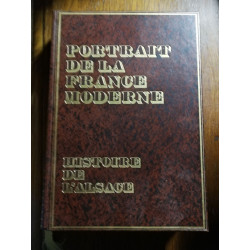 PORTRAIT
DE LA
FRANCE
MODERNE
HISTOIRE
DE
L'ALSACE